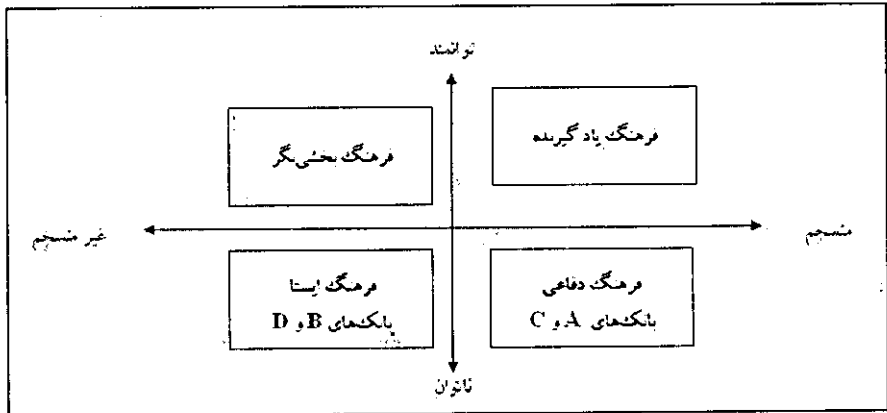 توانمند
فرهنگ یادگیرنده
فرهنگ بخشی‌نگر
منسجم
غیر منسجم
فرهنگ دفاعی
بانک‌های A و C
فرهنگ ایستا
بانک‌های B و D
ناتوان